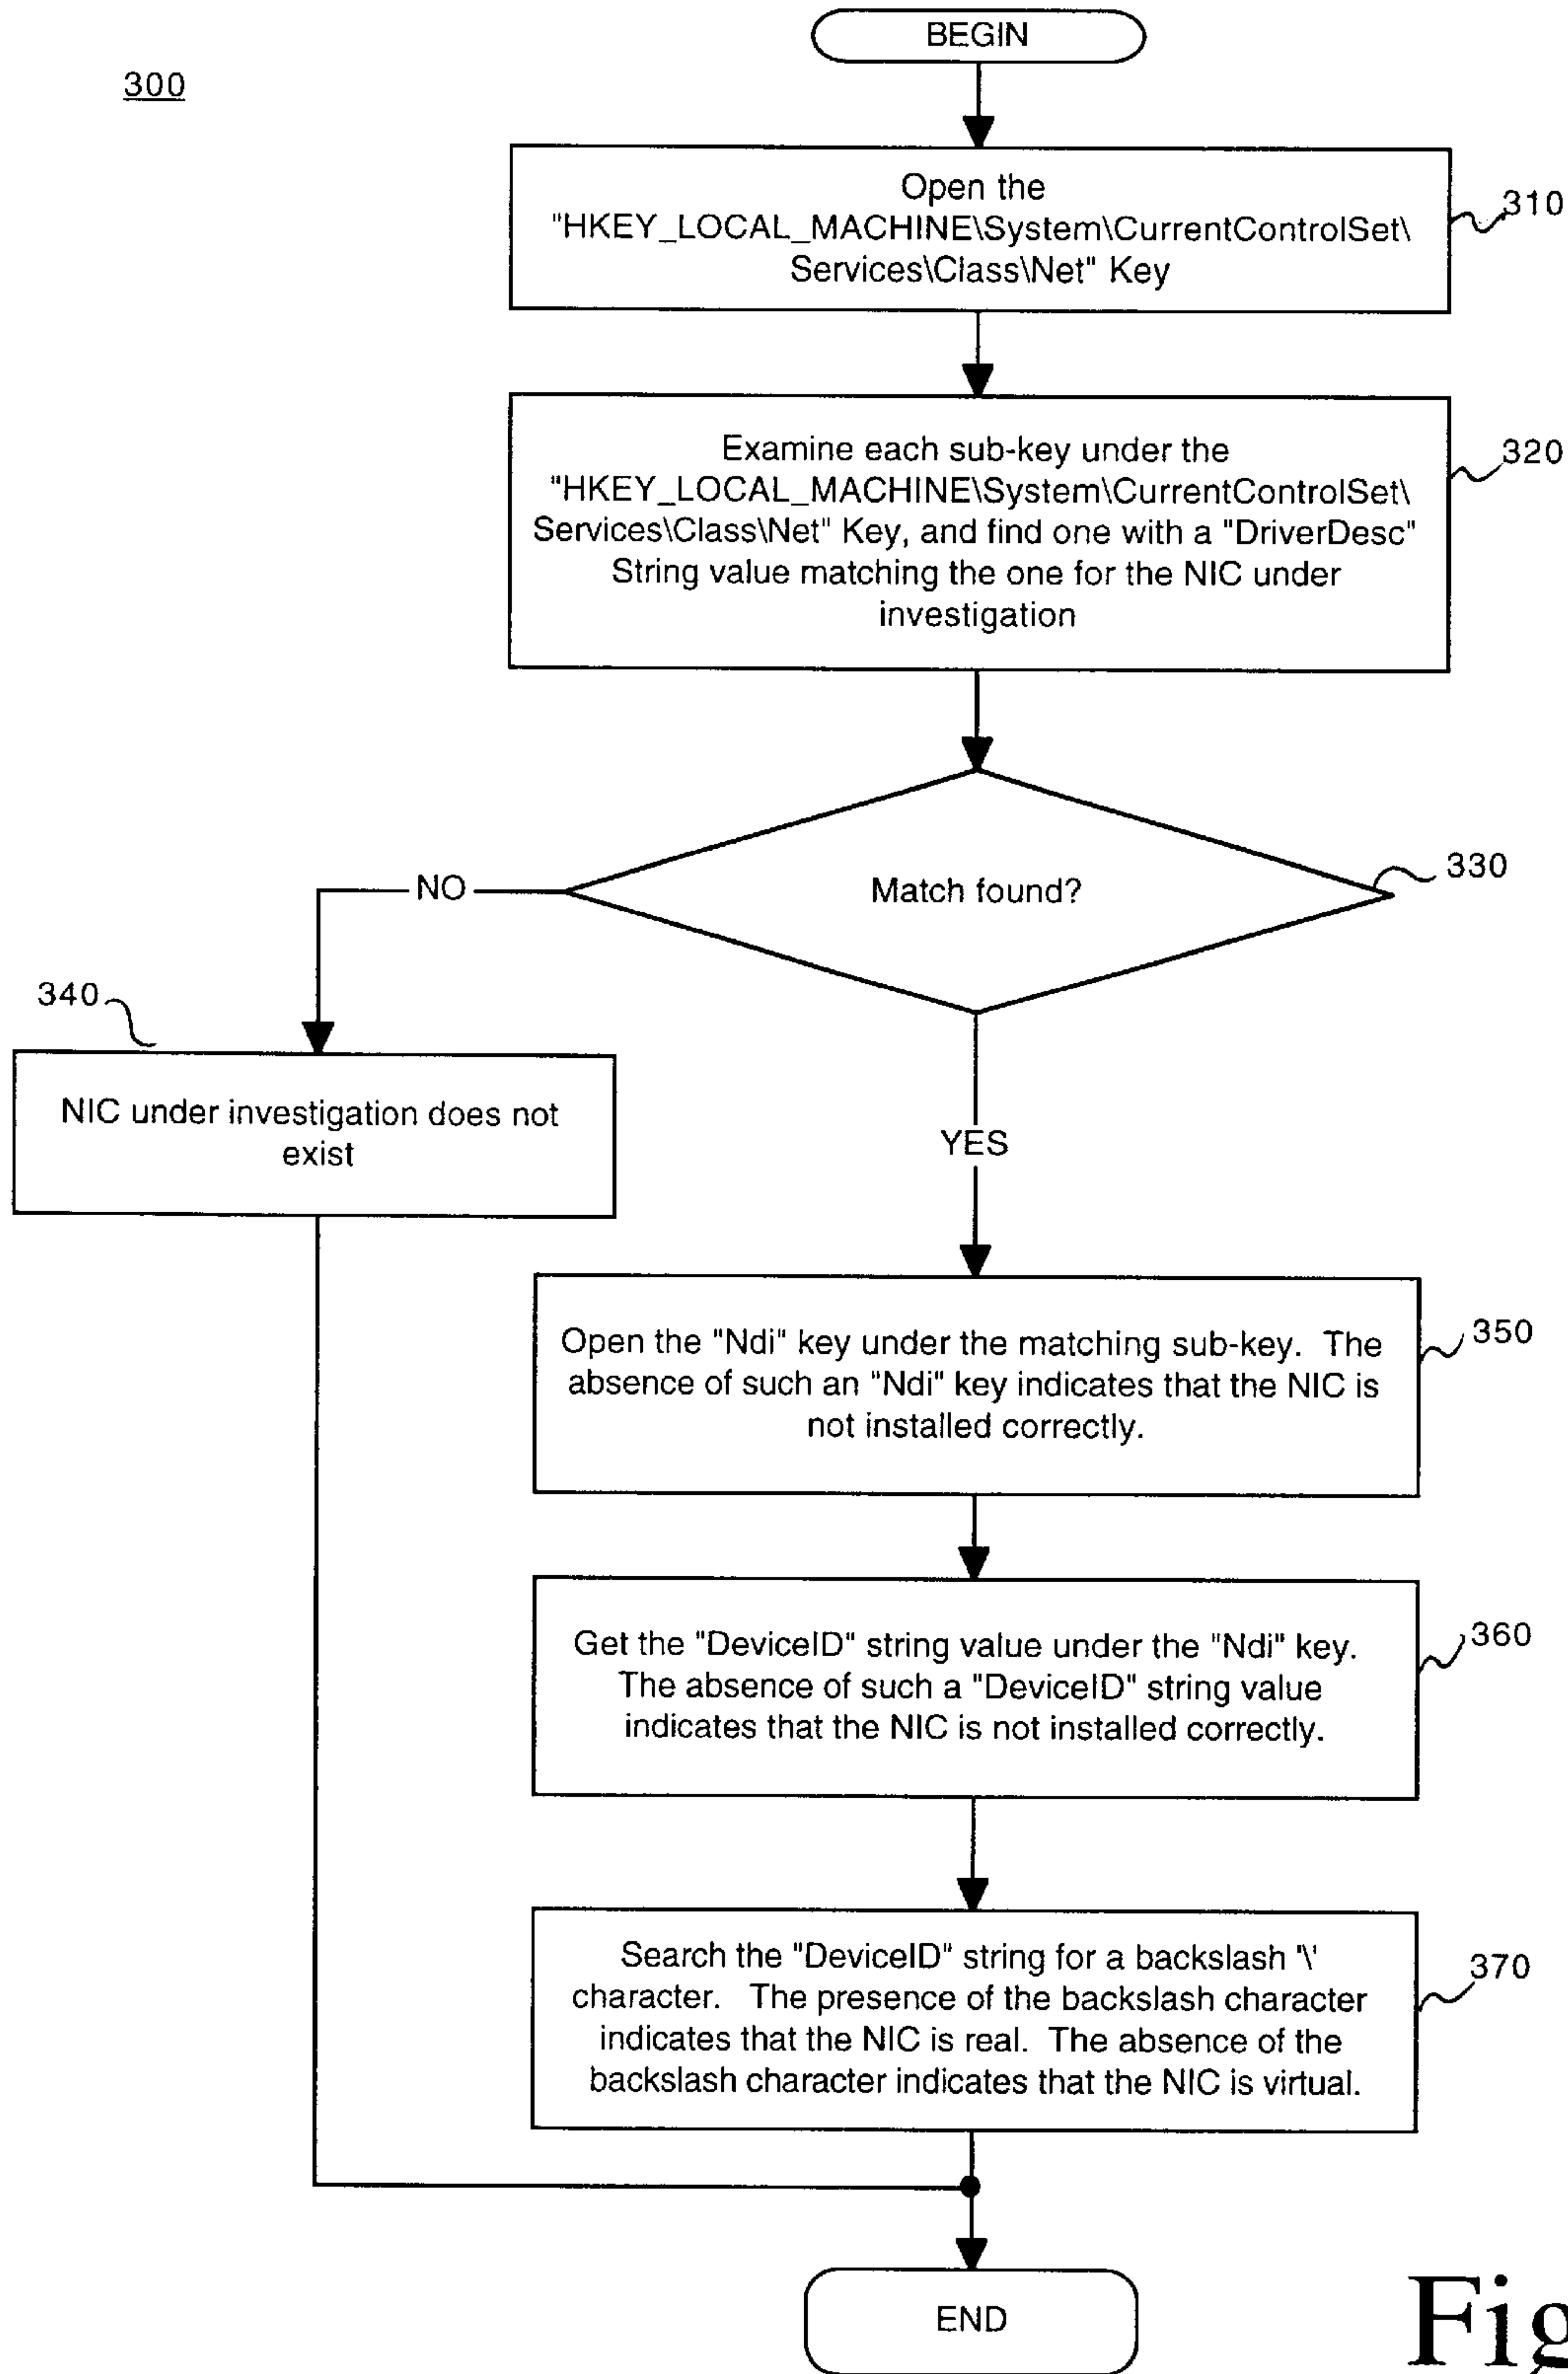 BEGIN
300
Open the
"HKEY_LOCAL_MACHINE\System\CurrentControlSet\
Services\Class\Net" Key
310
Examine each sub-key under the
"HKEY_LOCAL_MACHINE\System\CurrentControlSet\
Services\Class\Net" Key, and find one with a "DriverDesc"
String value matching the one for the NIC under
investigation
320
Match found?
330
NO
340
NIC under investigation does not
exist
YES
Open the "Ndi" key under the matching sub-key. The
absence of such an "Ndi" key indicates that the NIC is
not installed correctly.
350
Get the "DeviceID" string value under the "Ndi" key.
The absence of such a "DeviceID" string value
indicates that the NIC is not installed correctly.
360
Search the "DeviceID" string for a backslash '\'
character. The presence of the backslash character
indicates that the NIC is real. The absence of the
backslash character indicates that the NIC is virtual.
370
END
Fig